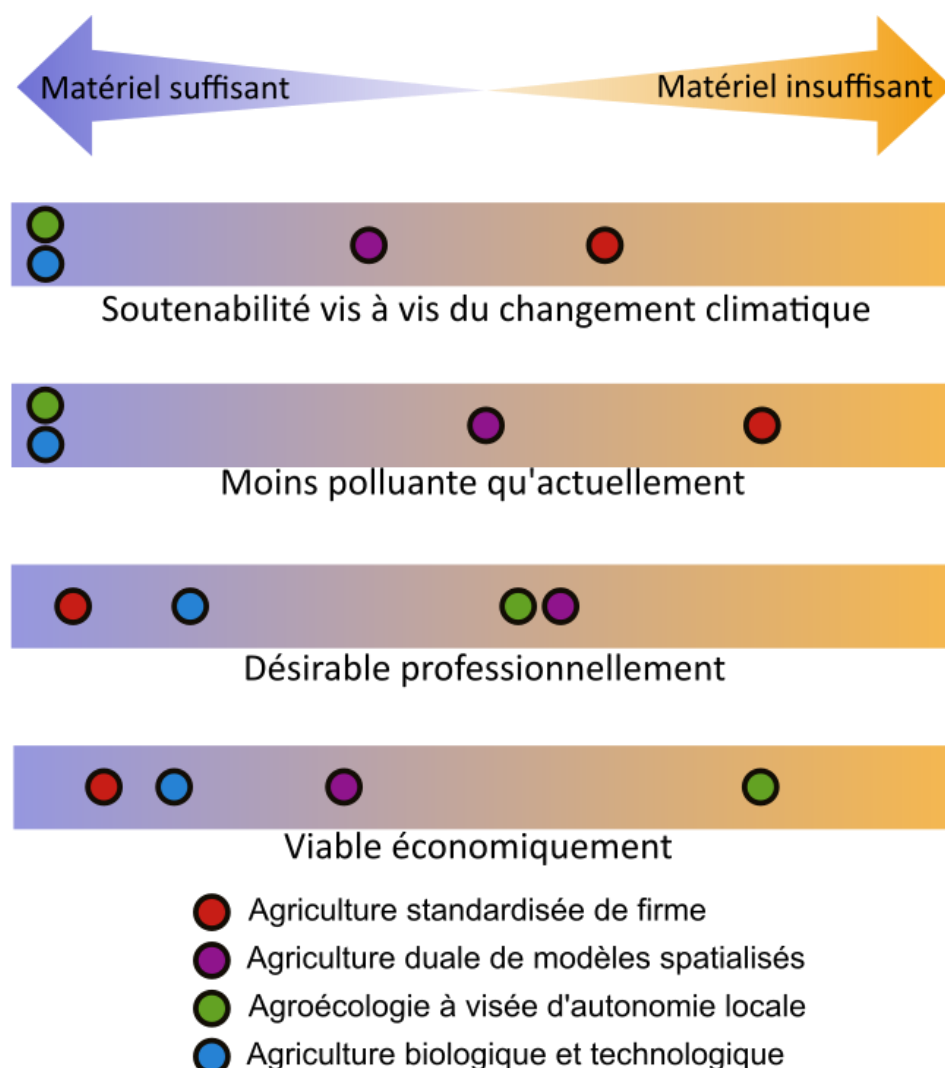 Matériel suffisant
Matériel insuffisant
Soutenabilité vis à vis du changement climatique
Moins polluante qu'actuellement
Désirable professionnellement
Viable économiquement
Agriculture standardisée de firme
Agriculture duale de modèles spatialisés
Agroécologie à visée d'autonomie locale
Agriculture biologique et technologique